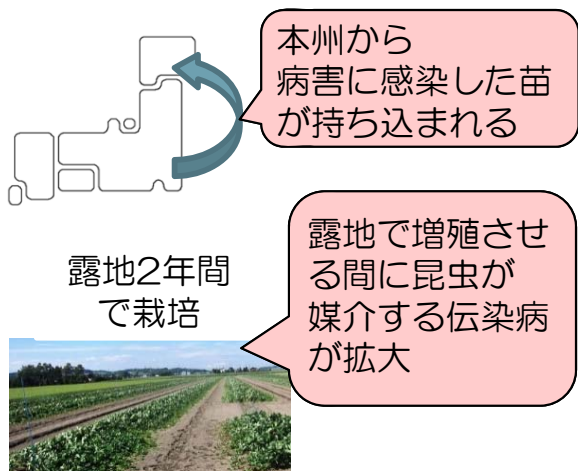 本州から
病害に感染した苗
が持ち込まれる
露地2年間
で栽培
露地で増殖させ
る間に昆虫が
媒介する伝染病
が拡大